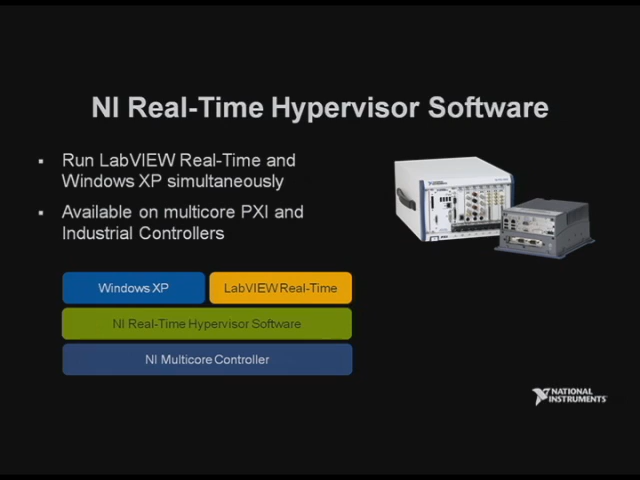 NI Real-Time Hypervisor Software
▪ Run LabVIEW Real-Time and
Windows XP simultaneously
▪ Available on multicore PXI and
Industrial Controllers
Windows XP
LabVIEW Real-Time
NI Real-Time Hypervisor Software
NI Multicore Controller
NATIONAL
INSTRUMENTS